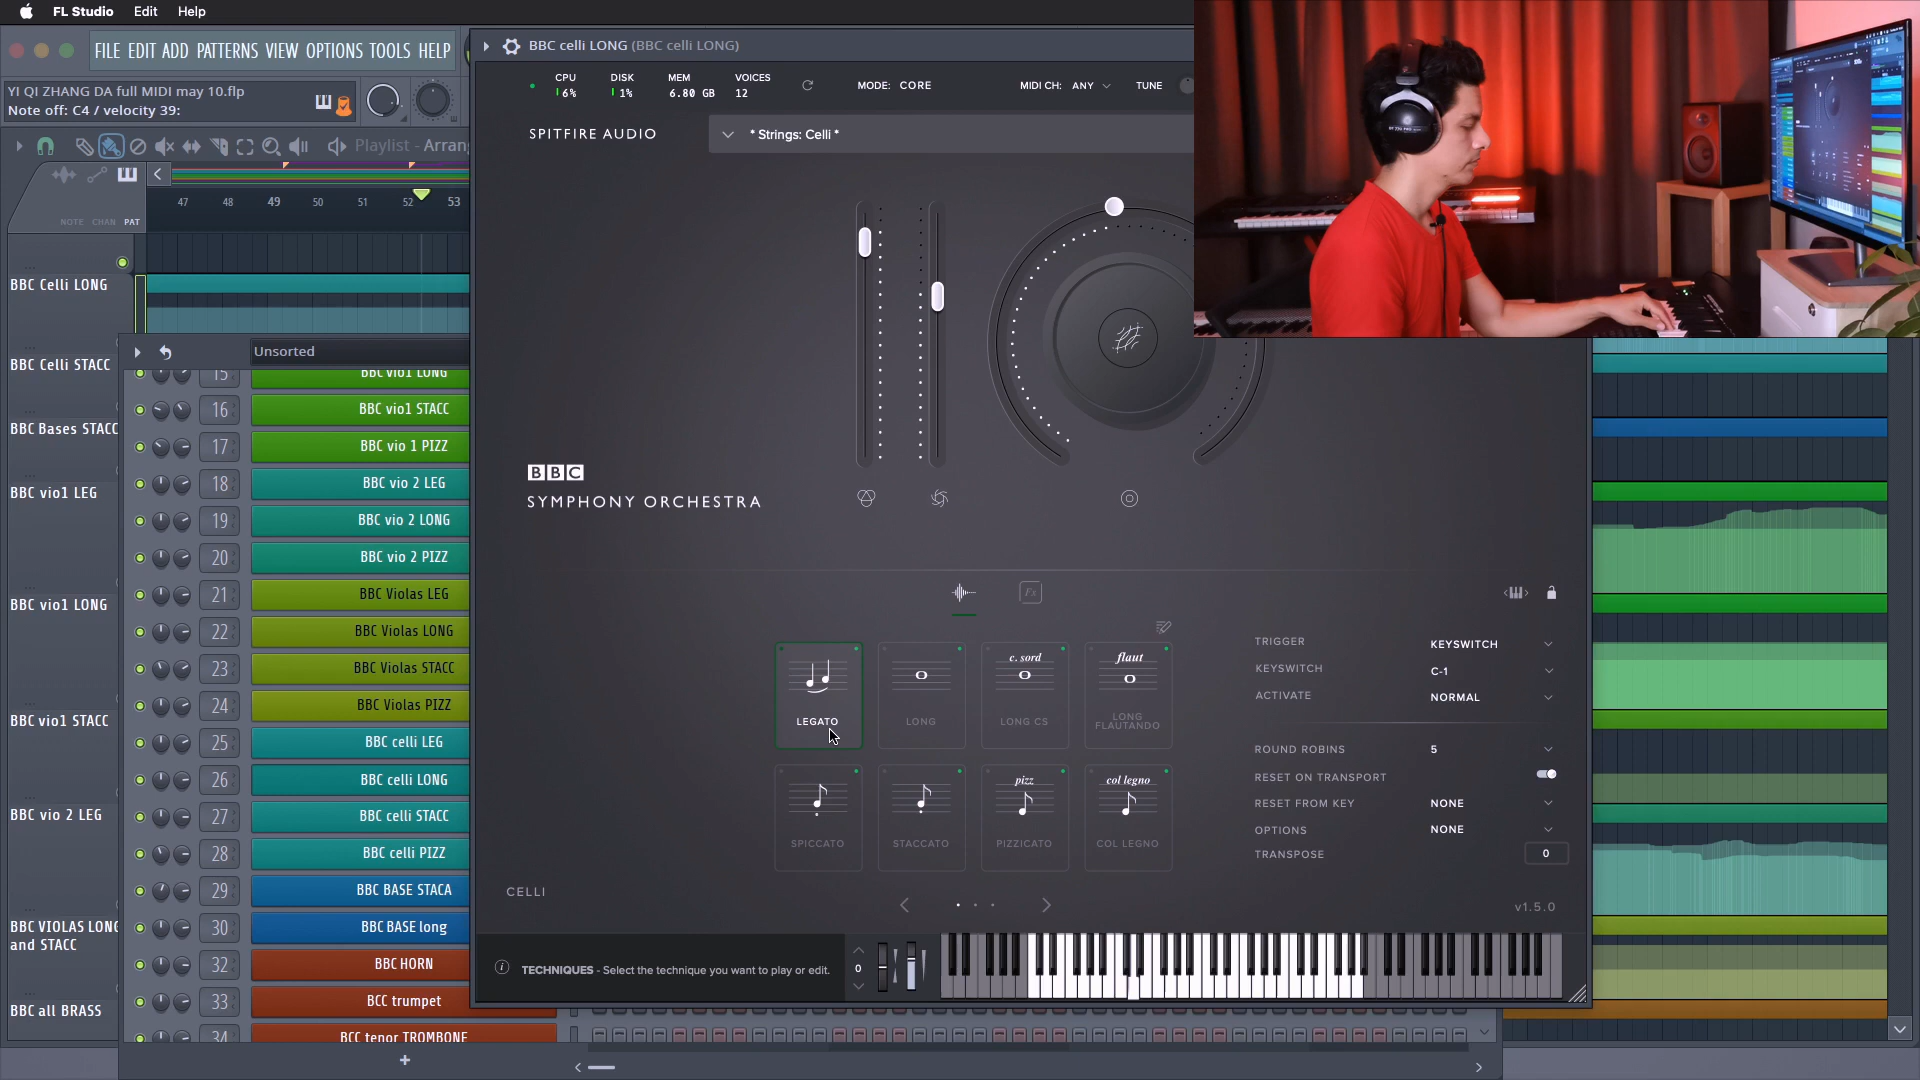 FL Studio Edit Help
FILE EDIT ADD PATTERNS VIEW OPTIONS TOOLS HELP
YI QI ZHANG DA full MIDI may 10.flp
Note off: C4 / velocity 39:
Playlist - Arran
47 48 49 50 51 52 53
NOTE CHAN PAT
BBC Celli LONG
BBC Celli STACC
BBC Bases STACC
BBC vio1 LEG
BBC vio1 LONG
BBC vio1 STACC
BBC vio 2 LEG
BBC VIOLAS LONG
and STACC
BBC all BRASS
Unsorted
15 BBC vio1 LONG
16 BBC vio1 STACC
17 BBC vio 1 PIZZ
18 BBC vio 2 LEG
19 BBC vio 2 LONG
20 BBC vio 2 PIZZ
21 BBC Violas LEG
22 BBC Violas LONG
23 BBC Violas STACC
24 BBC Violas PIZZ
25 BBC celli LEG
26 BBC celli LONG
27 BBC celli STACC
28 BBC celli PIZZ
29 BBC BASE STACA
30 BBC BASE long
32 BBC HORN
33 BCC trumpet
34 BCC tenor TROMBONE
+
BBC celli LONG (BBC celli LONG)
CPU DISK MEM VOICES
6% 1% 6.80 GB 12
MODE: CORE MIDI CH: ANY TUNE
SPITFIRE AUDIO
* Strings: Celli *
BBC
SYMPHONY ORCHESTRA
Fx
LEGATO
LONG
c. sord
LONG CS
flaut
LONG
FLAUTANDO
SPICCATO
STACCATO
pizz
PIZZICATO
col legno
COL LEGNO
TRIGGER KEYSWITCH
KEYSWITCH C-1
ACTIVATE NORMAL
ROUND ROBINS 5
RESET ON TRANSPORT
RESET FROM KEY NONE
OPTIONS NONE
TRANSPOSE 0
CELLI
v1.5.0
TECHNIQUES - Select the technique you want to play or edit.
0